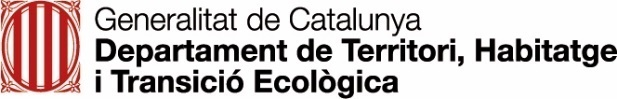 Generalitat de Catalunya
Departament de Territori, Habitatge
i Transició Ecològica